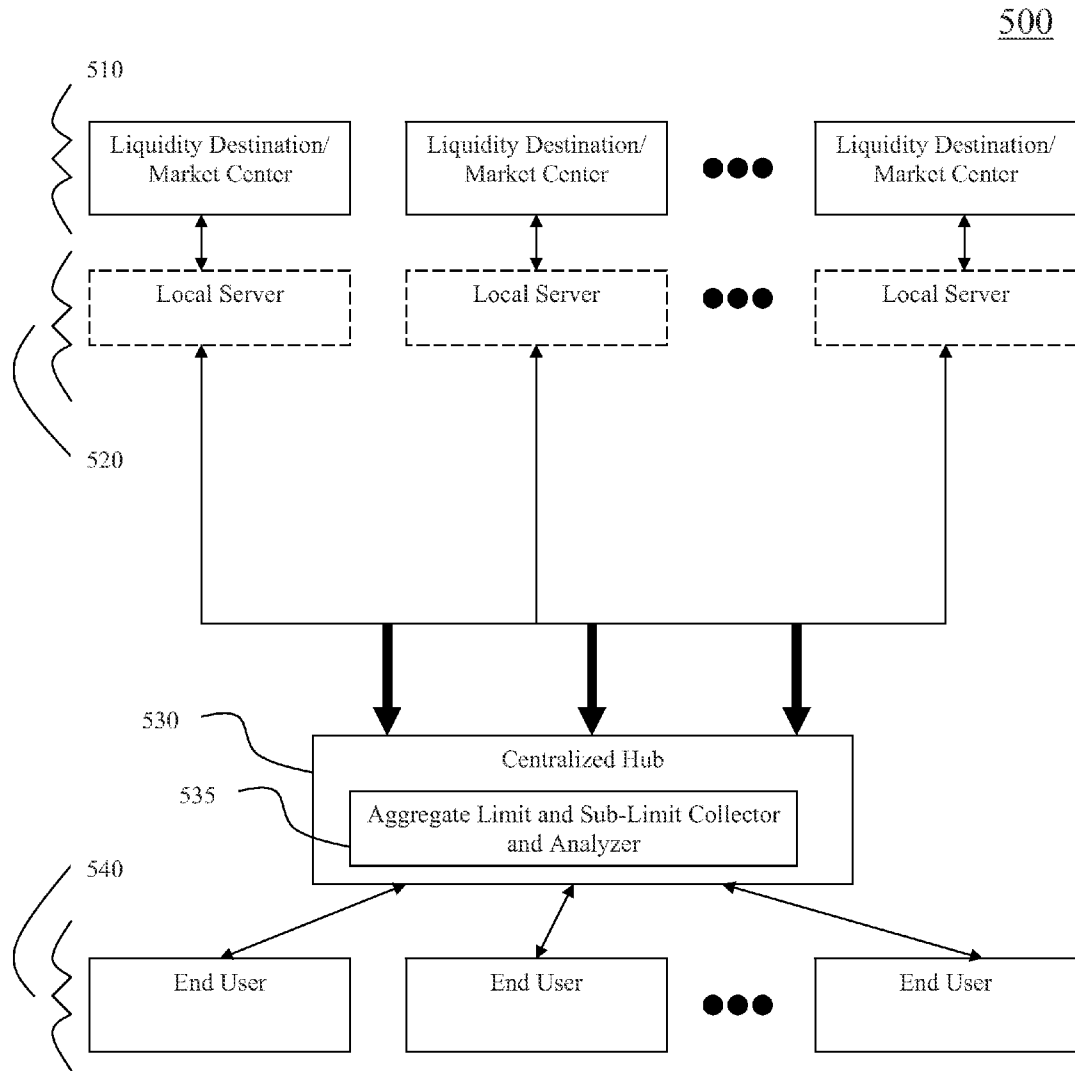 500
510
Liquidity Destination/
Market Center
Liquidity Destination/
Market Center
Liquidity Destination/
Market Center
Local Server
Local Server
Local Server
520
530
Centralized Hub
535
Aggregate Limit and Sub-Limit Collector
and Analyzer
540
End User
End User
End User